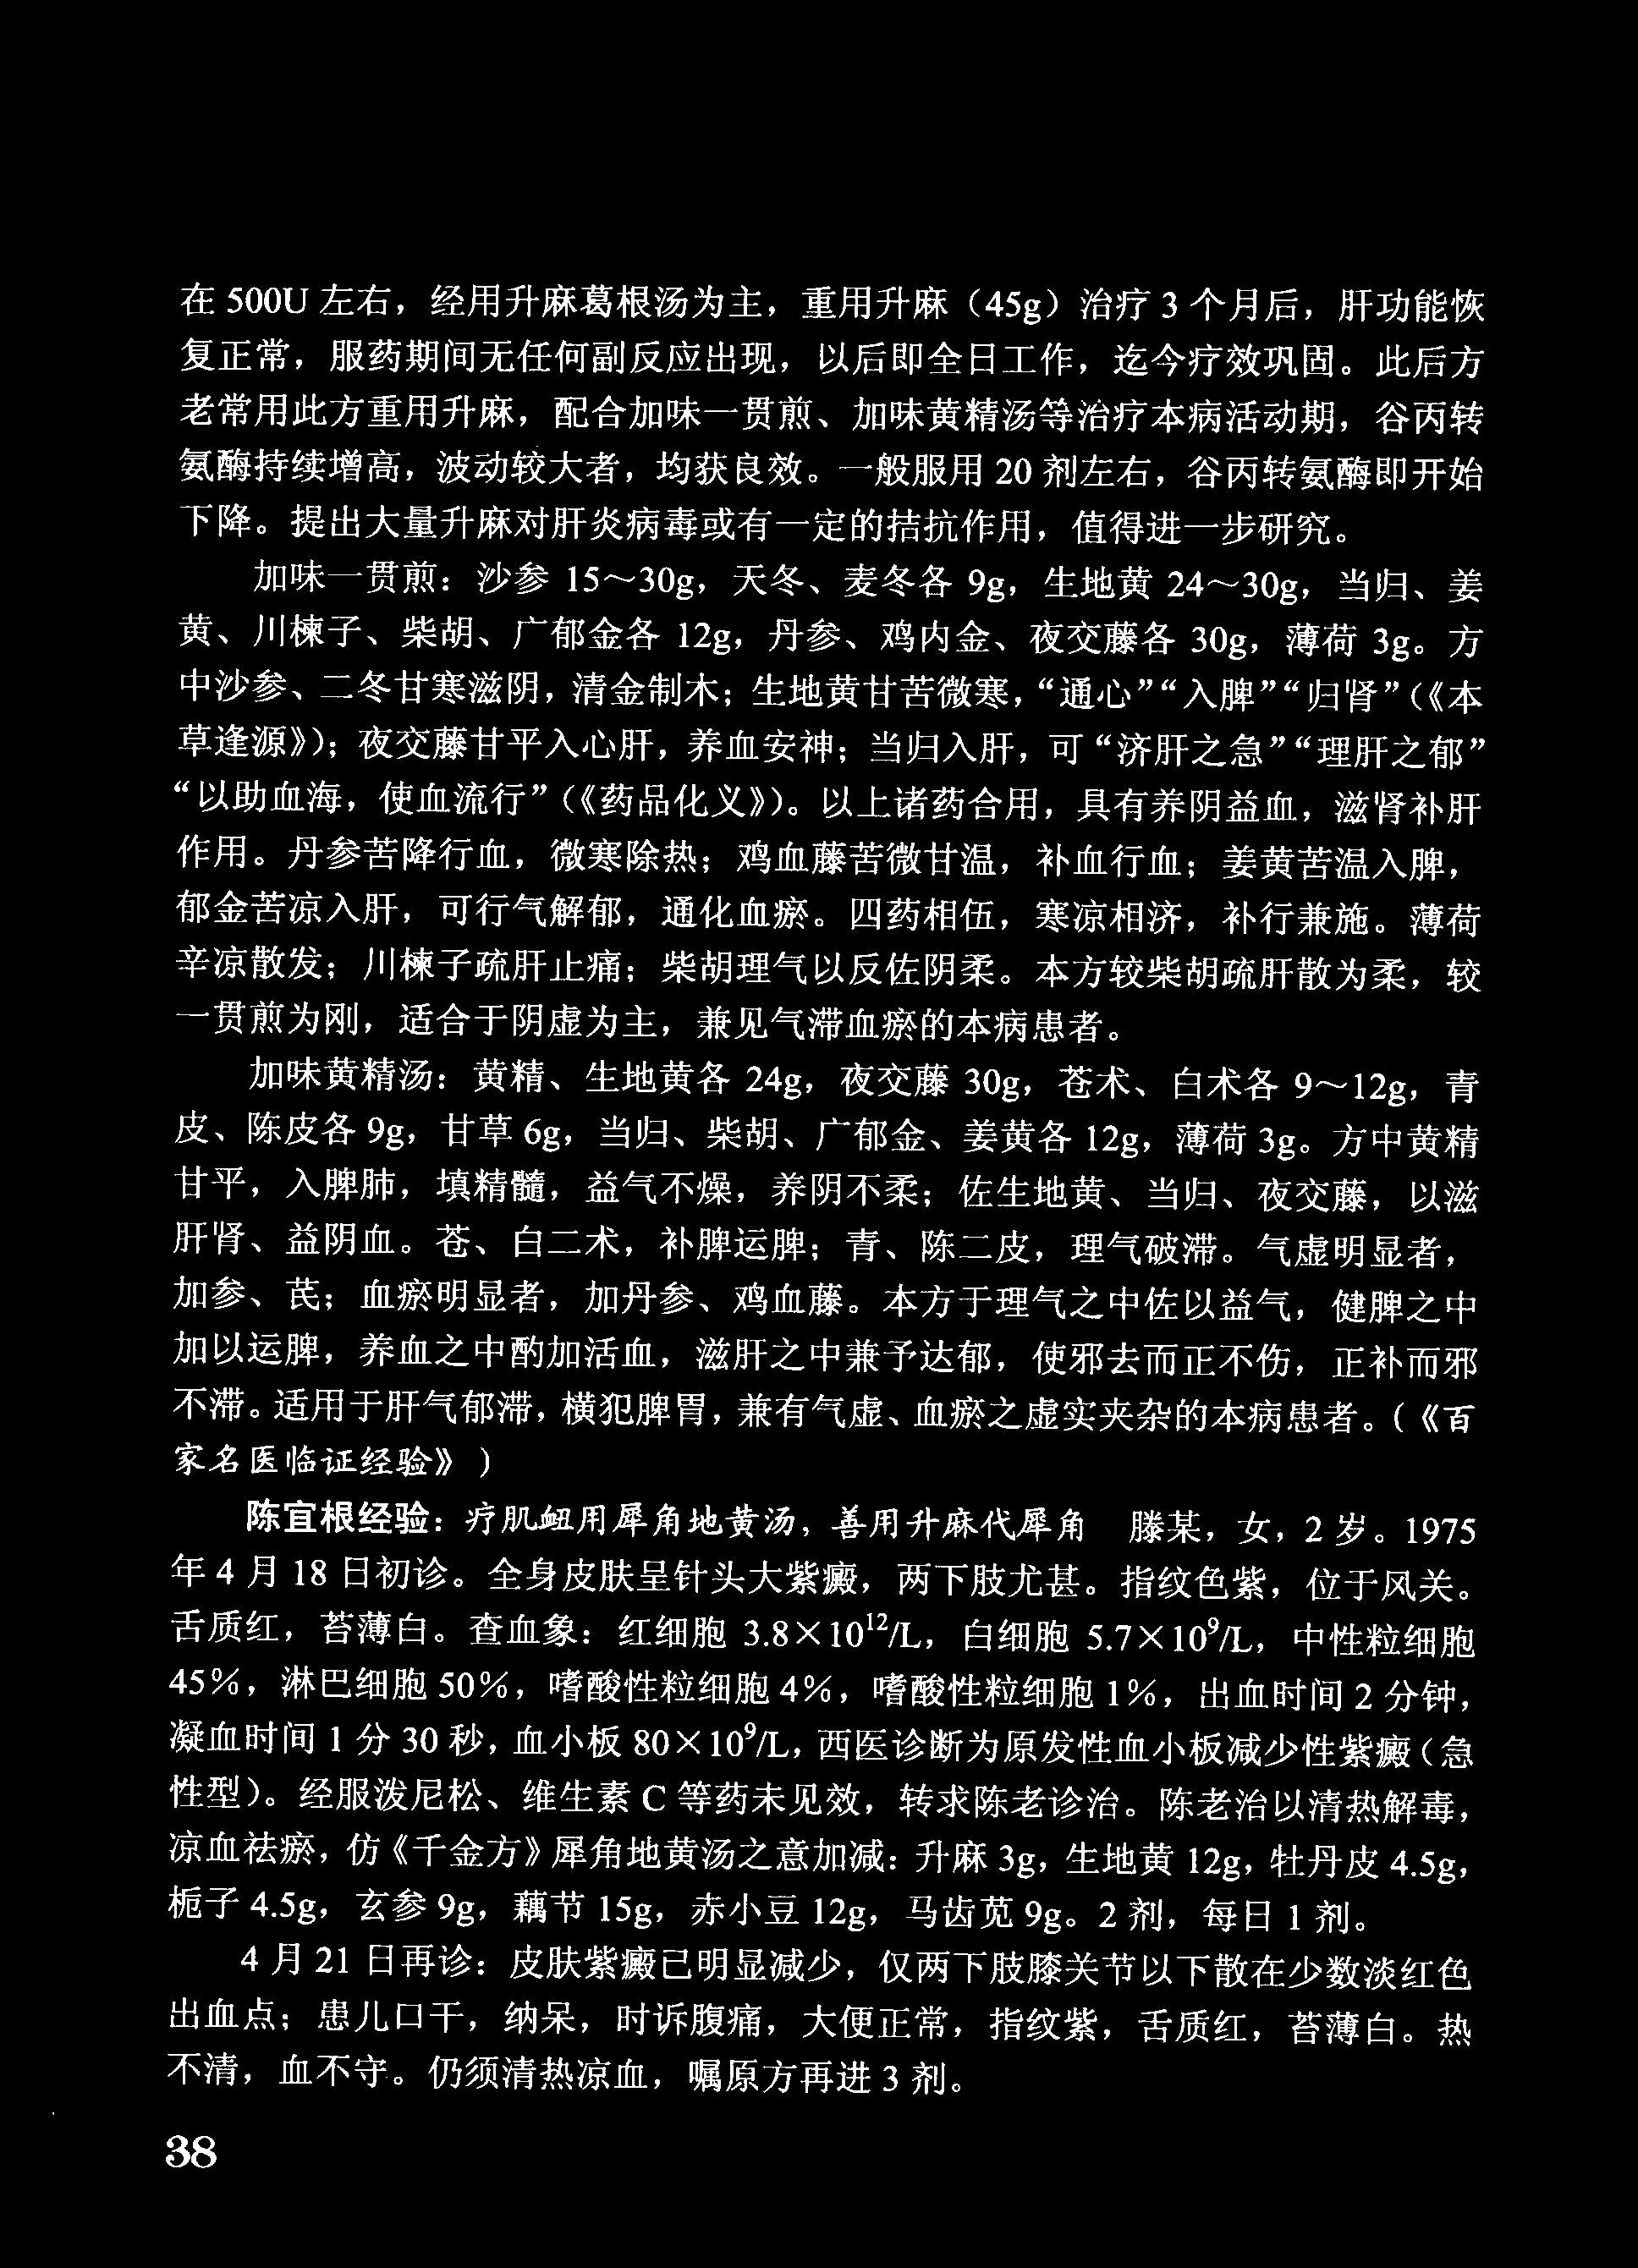 在 500U 左右，经用升麻葛根汤为主，重用升麻（45g）治疗 3 个月后，肝功能恢
复正常，服药期间无任何副反应出现，以后即全日工作，迄今疗效巩固。此后方
老常用此方重用升麻，配合加味一贯煎、加味黄精汤等治疗本病活动期，谷丙转
氨酶持续增高，波动较大者，均获良效。一般服用 20 剂左右，谷丙转氨酶即开始
下降。提出大量升麻对肝炎病毒或有一定的拮抗作用，值得进一步研究。
加味一贯煎：沙参 15～30g，天冬、麦冬各 9g，生地黄 24～30g，当归、姜
黄、川楝子、柴胡、广郁金各 12g，丹参、鸡内金、夜交藤各 30g，薄荷 3g。方
中沙参、二冬甘寒滋阴，清金制木；生地黄甘苦微寒，“通心”“入脾”“归肾”（《本
草逢源》）；夜交藤甘平入心肝，养血安神；当归入肝，可“济肝之急”“理肝之郁”
“以助血海，使血流行”（《药品化义》）。以上诸药合用，具有养阴益血，滋肾补肝
作用。丹参苦降行血，微寒除热；鸡血藤苦微甘温，补血行血；姜黄苦温入脾，
郁金苦凉入肝，可行气解郁，通化血瘀。四药相伍，寒凉相济，补行兼施。薄荷
辛凉散发；川楝子疏肝止痛；柴胡理气以反佐阴柔。本方较柴胡疏肝散为柔，较
一贯煎为刚，适合于阴虚为主，兼见气滞血瘀的本病患者。
加味黄精汤：黄精、生地黄各 24g，夜交藤 30g，苍术、白术各 9～12g，青
皮、陈皮各 9g，甘草 6g，当归、柴胡、广郁金、姜黄各 12g，薄荷 3g。方中黄精
甘平，入脾肺，填精髓，益气不燥，养阴不柔；佐生地黄、当归、夜交藤，以滋
肝肾、益阴血。苍、白二术，补脾运脾；青、陈二皮，理气破滞。气虚明显者，
加参、芪；血瘀明显者，加丹参、鸡血藤。本方于理气之中佐以益气，健脾之中
加以运脾，养血之中酌加活血，滋肝之中兼予达郁，使邪去而正不伤，正补而邪
不滞。适用于肝气郁滞，横犯脾胃，兼有气虚、血瘀之虚实夹杂的本病患者。（《百
家名医临证经验》）
陈宜根经验：疗肌衄用犀角地黄汤，善用升麻代犀角　滕某，女，2 岁。1975
年 4 月 18 日初诊。全身皮肤呈针头大紫癜，两下肢尤甚。指纹色紫，位于风关。
舌质红，苔薄白。查血象：红细胞 3.8×10¹²/L，白细胞 5.7×10⁹/L，中性粒细胞
45％，淋巴细胞 50％，嗜酸性粒细胞 4％，嗜酸性粒细胞 1％，出血时间 2 分钟，
凝血时间 1 分 30 秒，血小板 80×10⁹/L，西医诊断为原发性血小板减少性紫癜（急
性型）。经服泼尼松、维生素 C 等药未见效，转求陈老诊治。陈老治以清热解毒，
凉血祛瘀，仿《千金方》犀角地黄汤之意加减：升麻 3g，生地黄 12g，牡丹皮 4.5g，
栀子 4.5g，玄参 9g，藕节 15g，赤小豆 12g，马齿苋 9g。2 剂，每日 1 剂。
4 月 21 日再诊：皮肤紫癜已明显减少，仅两下肢膝关节以下散在少数淡红色
出血点；患儿口干，纳呆，时诉腹痛，大便正常，指纹紫，舌质红，苔薄白。热
不清，血不守。仍须清热凉血，嘱原方再进 3 剂。
38